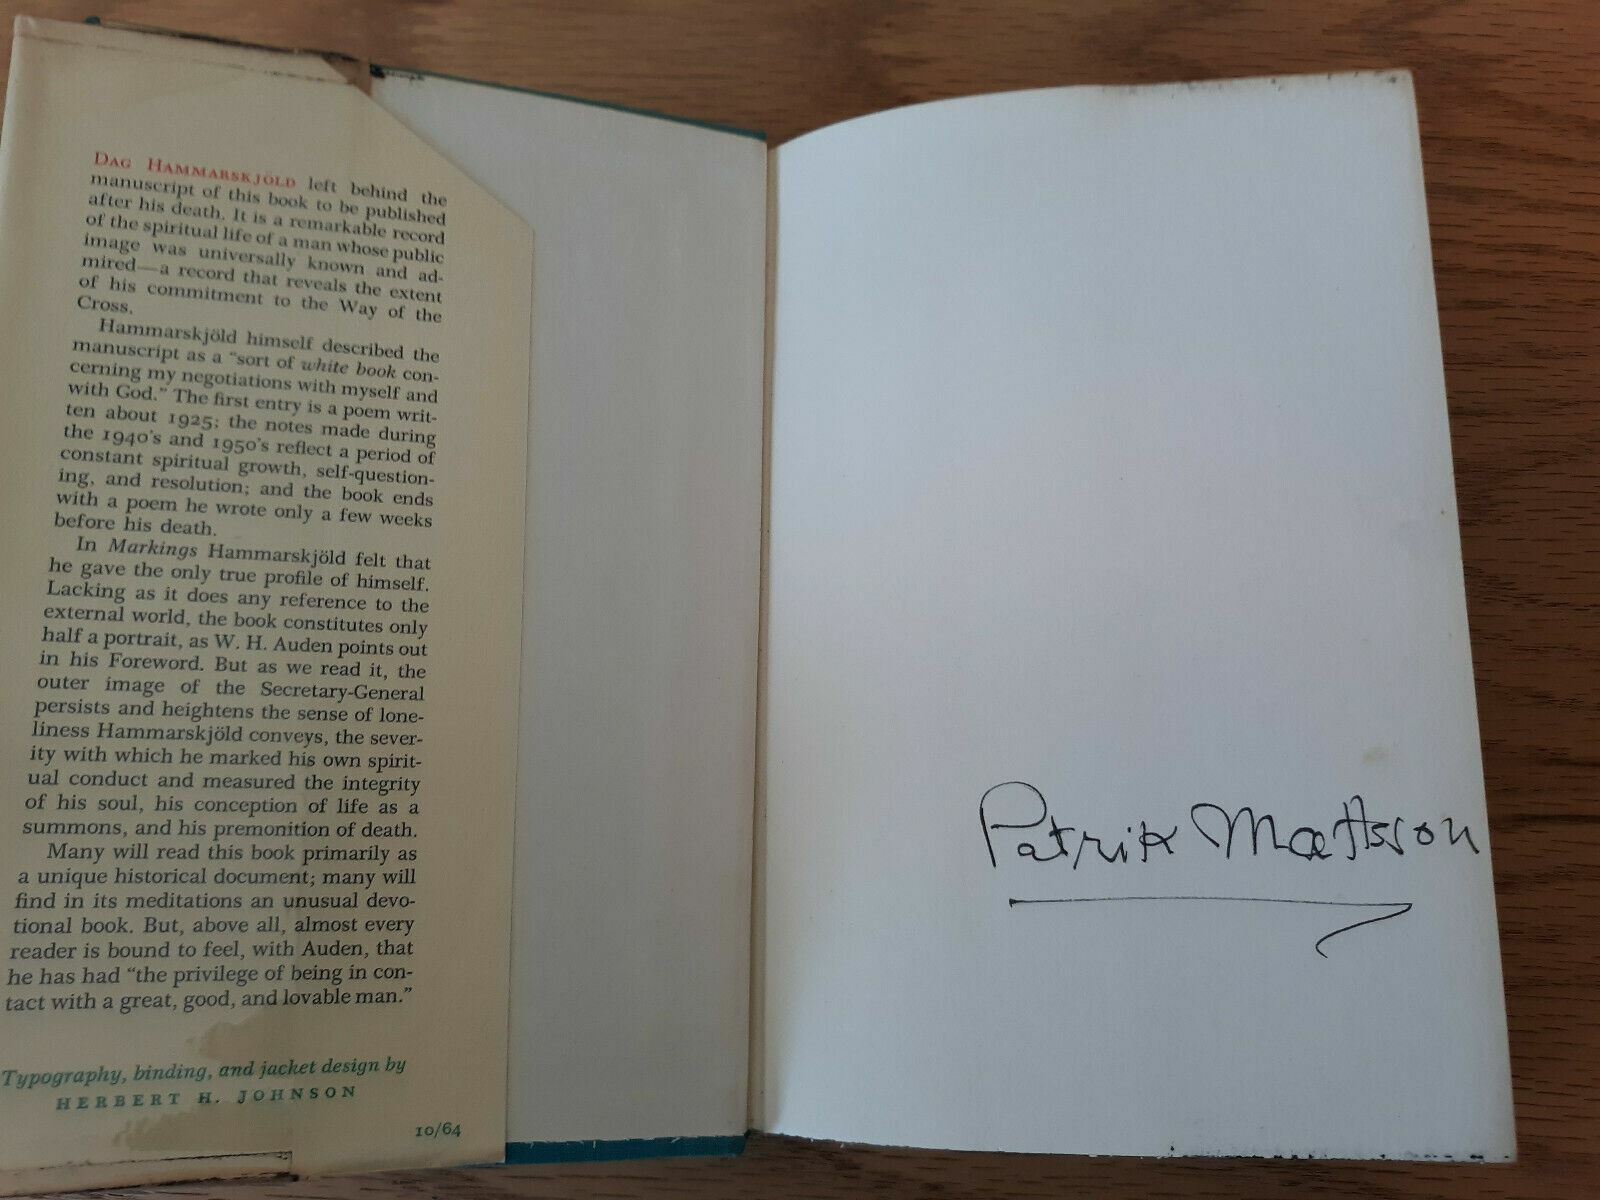 DAG HAMMARSKJÖLD left behind the
manuscript of this book to be published
after his death. It is a remarkable record
of the spiritual life of a man whose public
image was universally known and ad-
mired—a record that reveals the extent
of his commitment to the Way of the
Cross.
Hammarskjöld himself described the
manuscript as a "sort of white book con-
cerning my negotiations with myself and
with God." The first entry is a poem writ-
ten about 1925; the notes made during
the 1940's and 1950's reflect a period of
constant spiritual growth, self-question-
ing, and resolution; and the book ends
with a poem he wrote only a few weeks
before his death.
In Markings Hammarskjöld felt that
he gave the only true profile of himself.
Lacking as it does any reference to the
external world, the book constitutes only
half a portrait, as W. H. Auden points out
in his Foreword. But as we read it, the
outer image of the Secretary-General
persists and heightens the sense of lone-
liness Hammarskjöld conveys, the sever-
ity with which he marked his own spirit-
ual conduct and measured the integrity
of his soul, his conception of life as a
summons, and his premonition of death.
Many will read this book primarily as
a unique historical document; many will
find in its meditations an unusual devo-
tional book. But, above all, almost every
reader is bound to feel, with Auden, that
he has had "the privilege of being in con-
tact with a great, good, and lovable man."
Typography, binding, and jacket design by
HERBERT H. JOHNSON
10/64
Patrik Mattsson